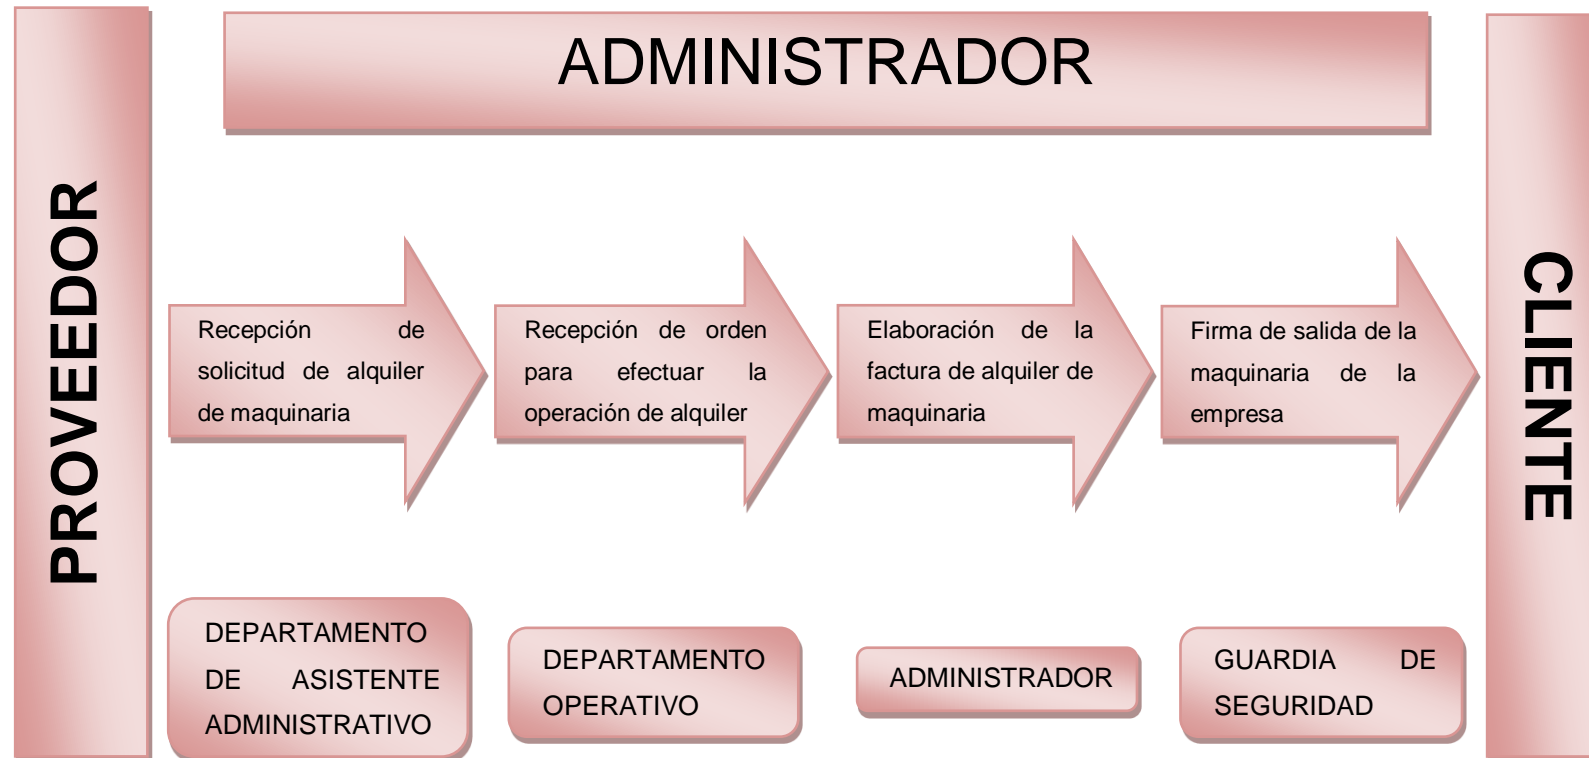 ADMINISTRADOR
PROVEEDOR
Recepción de
solicitud de alquiler
de maquinaria
Recepción de orden
para efectuar la
operación de alquiler
Elaboración de la
factura de alquiler de
maquinaria
Firma de salida de la
maquinaria de la
empresa
CLIENTE
DEPARTAMENTO
DE ASISTENTE
ADMINISTRATIVO
DEPARTAMENTO
OPERATIVO
ADMINISTRADOR
GUARDIA DE
SEGURIDAD